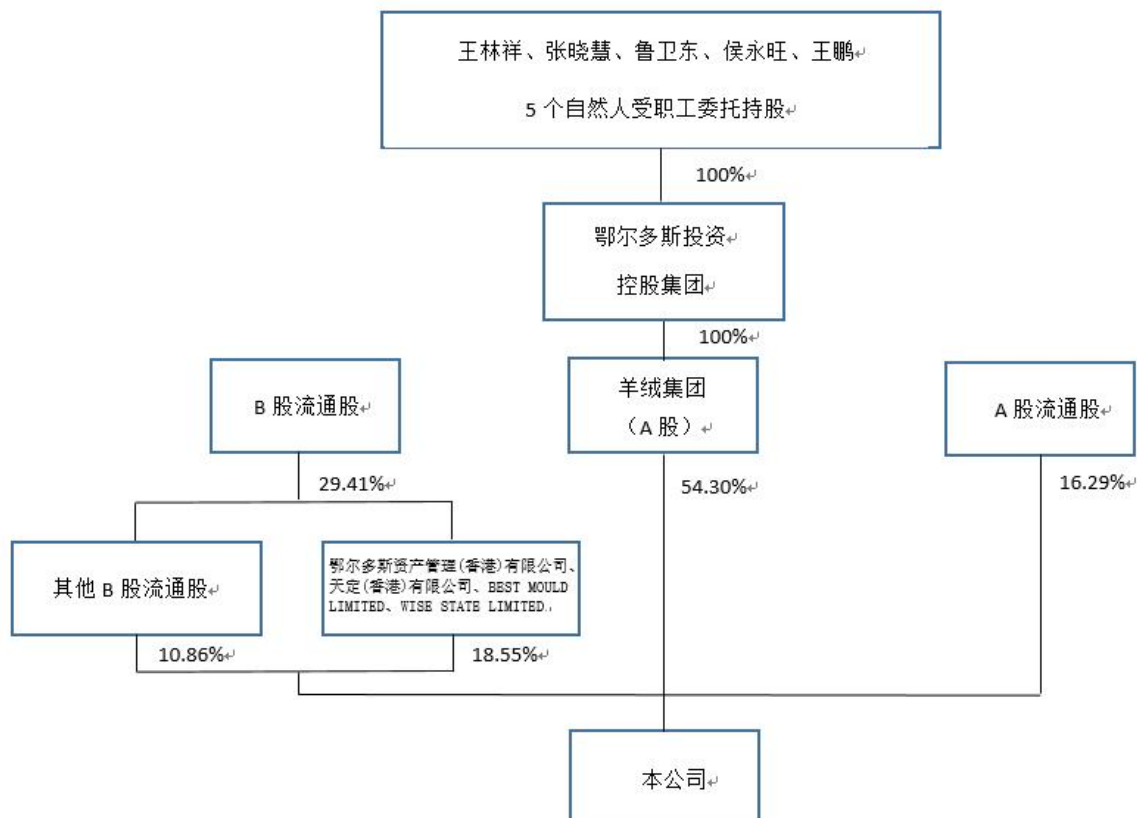 王林祥、张晓慧、鲁卫东、侯永旺、王鹏↵
5 个自然人受职工委托持股↵
100%↵
鄂尔多斯投资↵
控股集团↵
100%↵
B 股流通股↵
羊绒集团
（A 股）↵
A 股流通股↵
29.41%↵
54.30%↵
16.29%↵
其他 B 股流通股↵
鄂尔多斯资产管理(香港)有限公司、
天定(香港)有限公司、BEST MOULD
LIMITED、WISE STATE LIMITED.↓
10.86%↵
18.55%↵
本公司↵